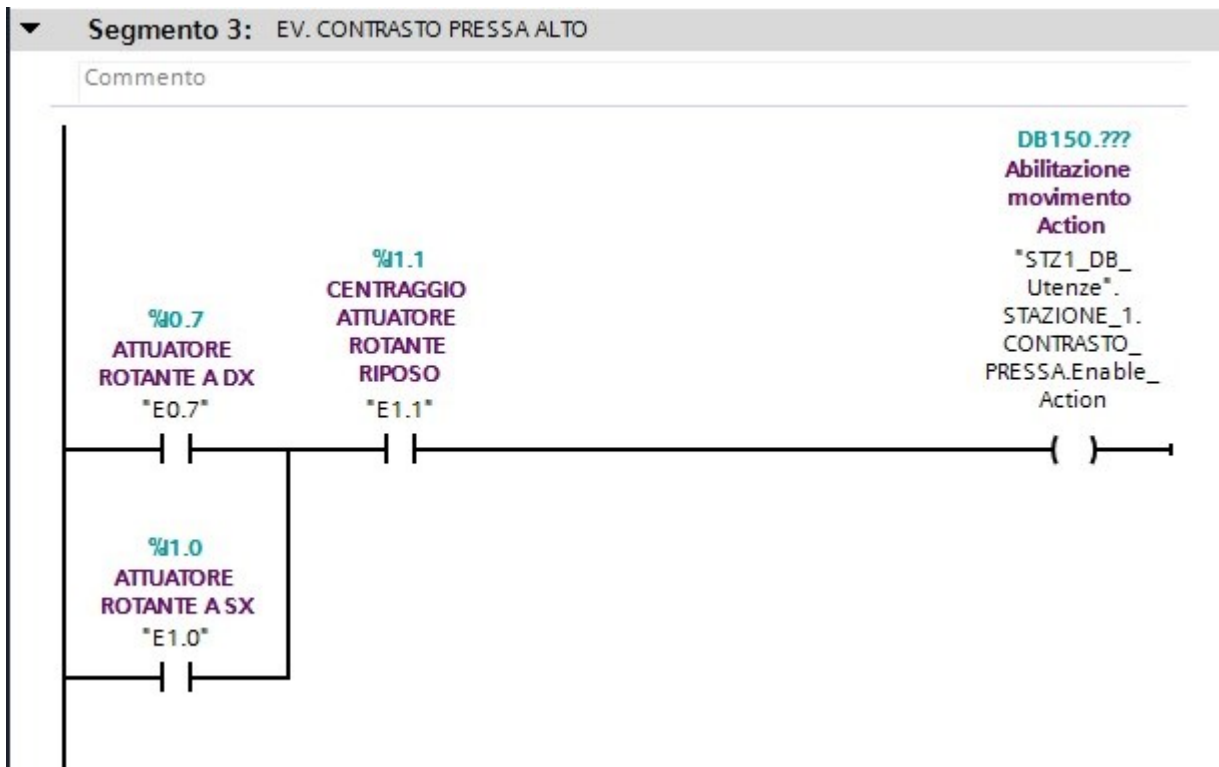 Segmento 3: EV. CONTRASTO PRESSA ALTO
Commento
DB150.???
Abilitazione
movimento
Action
"STZ1_DB_
Utenze".
STAZIONE_1.
CONTRASTO_
PRESSA.Enable_
Action
%I1.1
CENTRAGGIO
ATTUATORE
ROTANTE
RIPOSO
"E1.1"
%I0.7
ATTUATORE
ROTANTE A DX
"E0.7"
%I1.0
ATTUATORE
ROTANTE A SX
"E1.0"